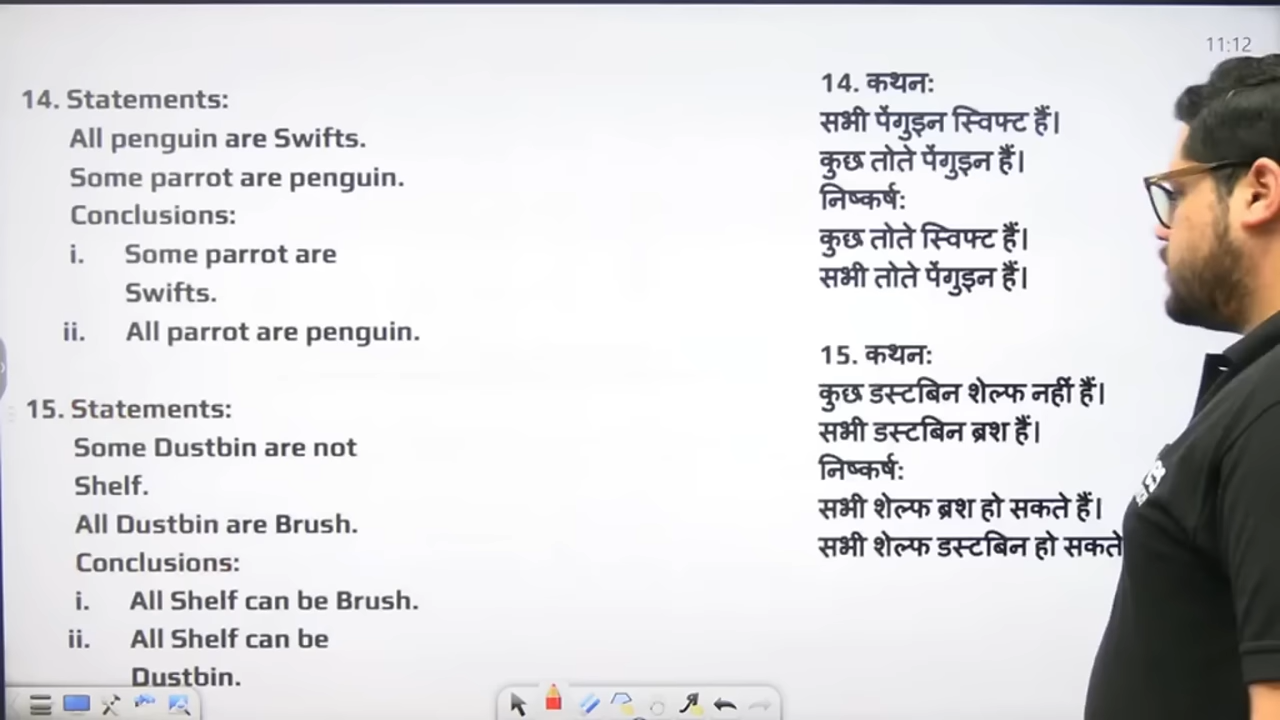 11:12
14. Statements:
All penguin are Swifts.
Some parrot are penguin.
Conclusions:
i. Some parrot are
Swifts.
ii. All parrot are penguin.
15. Statements:
Some Dustbin are not
Shelf.
All Dustbin are Brush.
Conclusions:
i. All Shelf can be Brush.
ii. All Shelf can be
Dustbin.
14. कथन:
सभी पेंगुइन स्विफ्ट हैं।
कुछ तोते पेंगुइन हैं।
निष्कर्ष:
कुछ तोते स्विफ्ट हैं।
सभी तोते पेंगुइन हैं।
15. कथन:
कुछ डस्टबिन शेल्फ नहीं हैं।
सभी डस्टबिन ब्रश हैं।
निष्कर्ष:
सभी शेल्फ ब्रश हो सकते हैं।
सभी शेल्फ डस्टबिन हो सकते